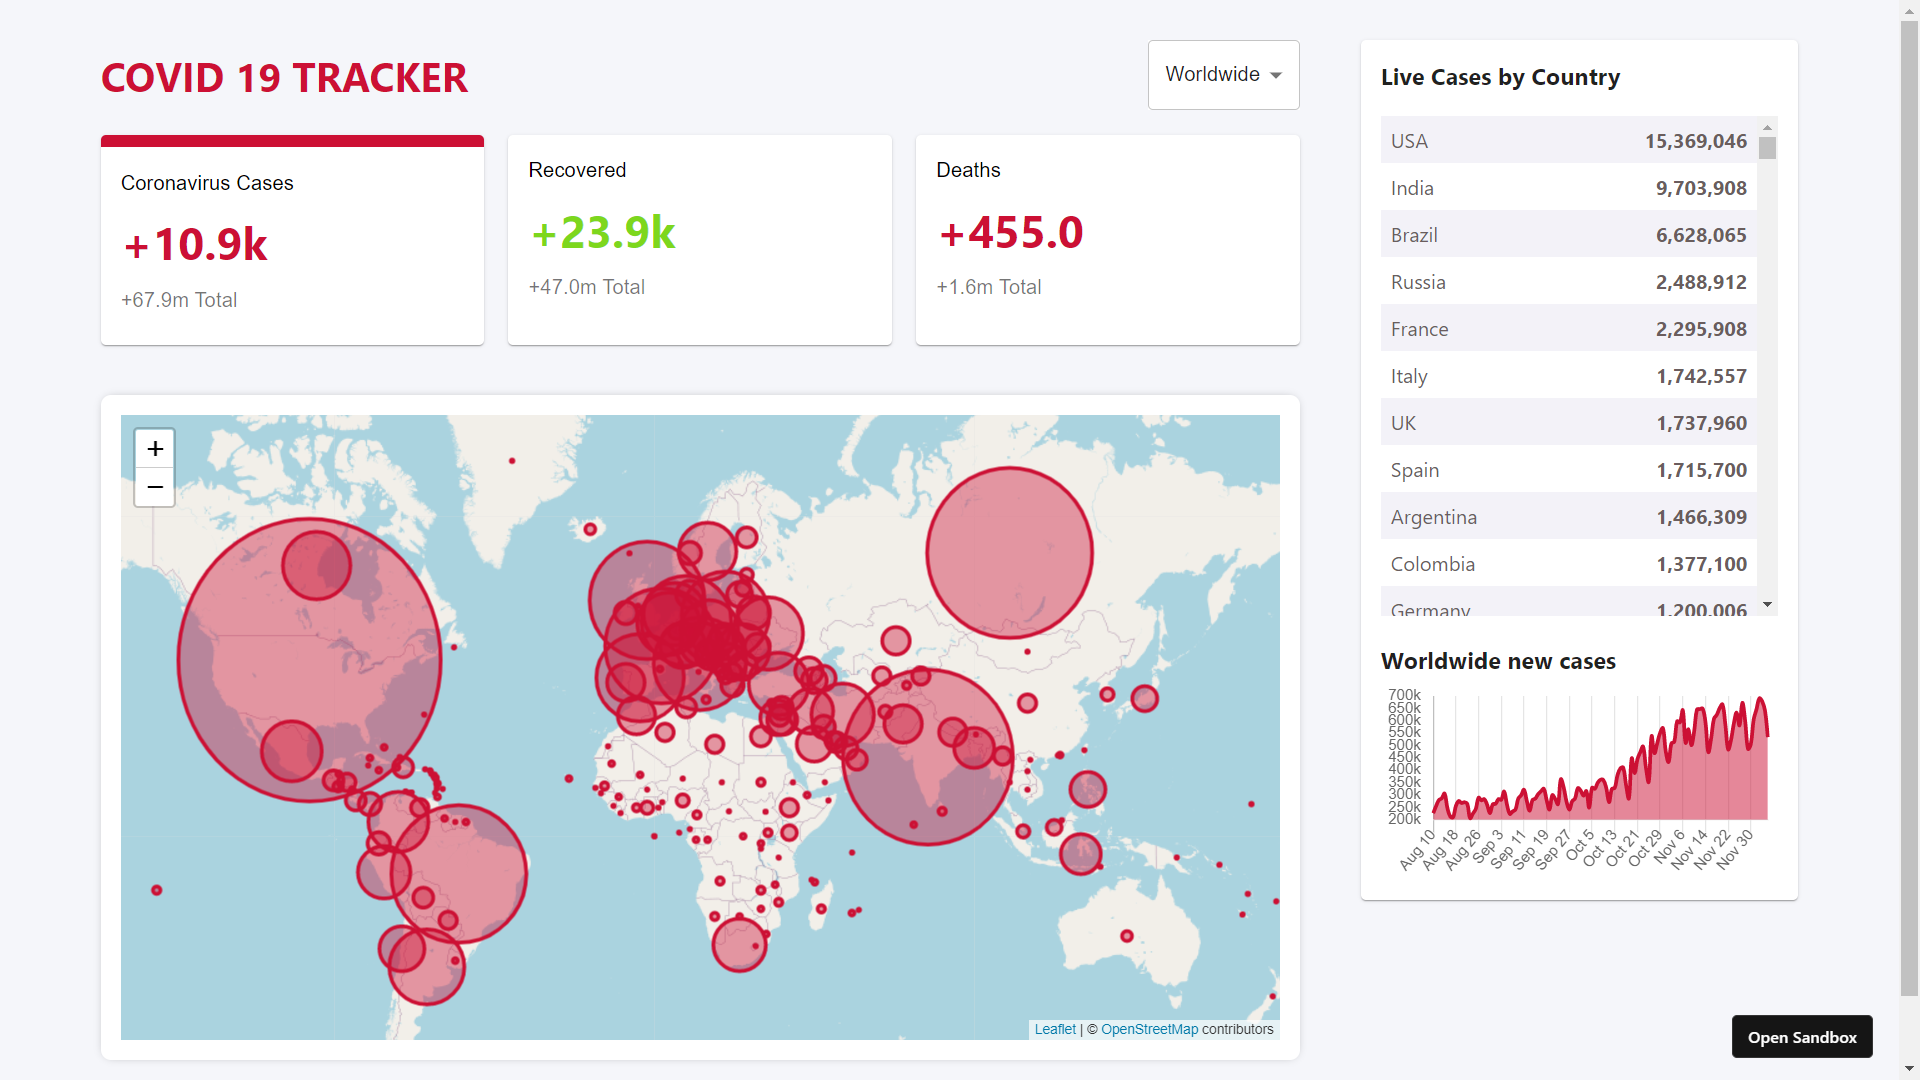 COVID 19 TRACKER
Worldwide
Coronavirus Cases
+10.9k
+67.9m Total
Recovered
+23.9k
+47.0m Total
Deaths
+455.0
+1.6m Total
+
−
Leaflet | © OpenStreetMap contributors
Live Cases by Country
USA 15,369,046
India 9,703,908
Brazil 6,628,065
Russia 2,488,912
France 2,295,908
Italy 1,742,557
UK 1,737,960
Spain 1,715,700
Argentina 1,466,309
Colombia 1,377,100
Germany 1,200,006
Worldwide new cases
700k
650k
600k
550k
500k
450k
400k
350k
300k
250k
200k
Aug 10 Aug 18 Aug 26 Sep 3 Sep 11 Sep 19 Sep 27 Oct 5 Oct 13 Oct 21 Oct 29 Nov 6 Nov 14 Nov 22 Nov 30
Open Sandbox